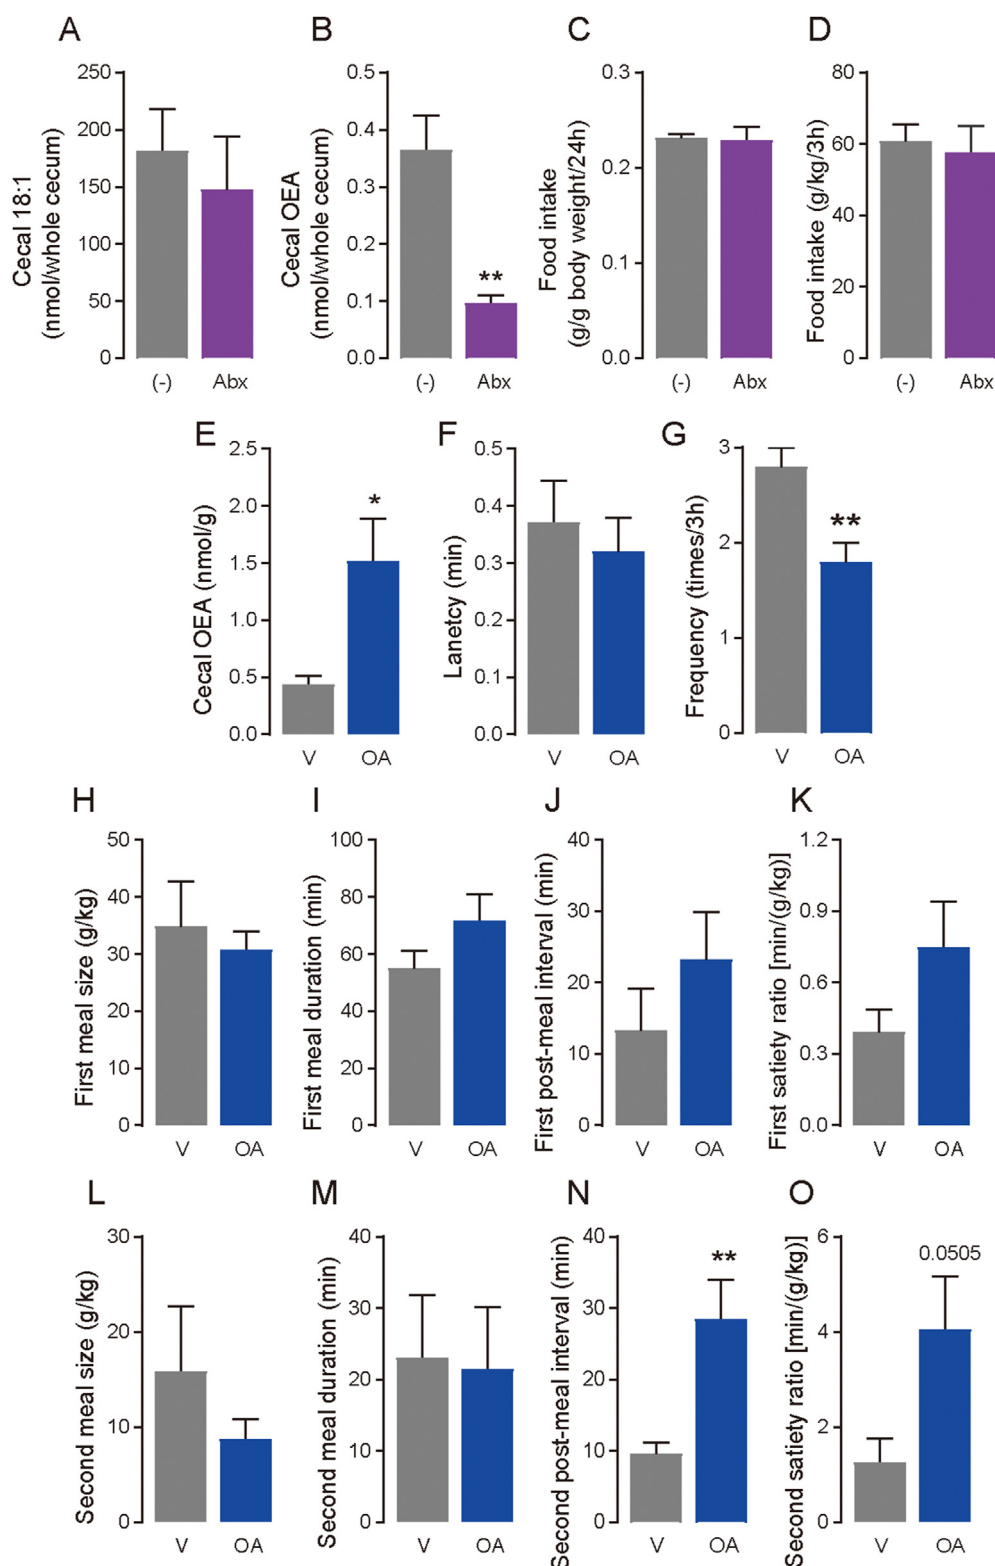 A
Cecal 18:1
(nmol/whole cecum)
250
200
150
100
50
0
(-)
Abx
B
Cecal OEA
(nmol/whole cecum)
0.5
0.4
0.3
0.2
0.1
0.0
**
(-)
Abx
C
Food intake
(g/g body weight/24h)
0.3
0.2
0.1
0.0
(-)
Abx
D
Food intake (g/kg/3h)
80
60
40
20
0
(-)
Abx
E
Cecal OEA (nmol/g)
2.5
2.0
1.5
1.0
0.5
0.0
*
V
OA
F
Lanetcy (min)
0.5
0.4
0.3
0.2
0.1
0.0
V
OA
G
Frequency (times/3h)
3
2
1
0
**
V
OA
H
First meal size (g/kg)
50
40
30
20
10
0
V
OA
I
First meal duration (min)
100
80
60
40
20
0
V
OA
J
First post-meal interval (min)
40
30
20
10
0
V
OA
K
First satiety ratio [min/(g/kg)]
1.2
0.9
0.6
0.3
0.0
V
OA
L
Second meal size (g/kg)
30
20
10
0
V
OA
M
Second meal duration (min)
40
30
20
10
0
V
OA
N
Second post-meal interval (min)
40
30
20
10
0
**
V
OA
O
Second satiety ratio [min/(g/kg)]
6
4
2
0
0.0505
V
OA